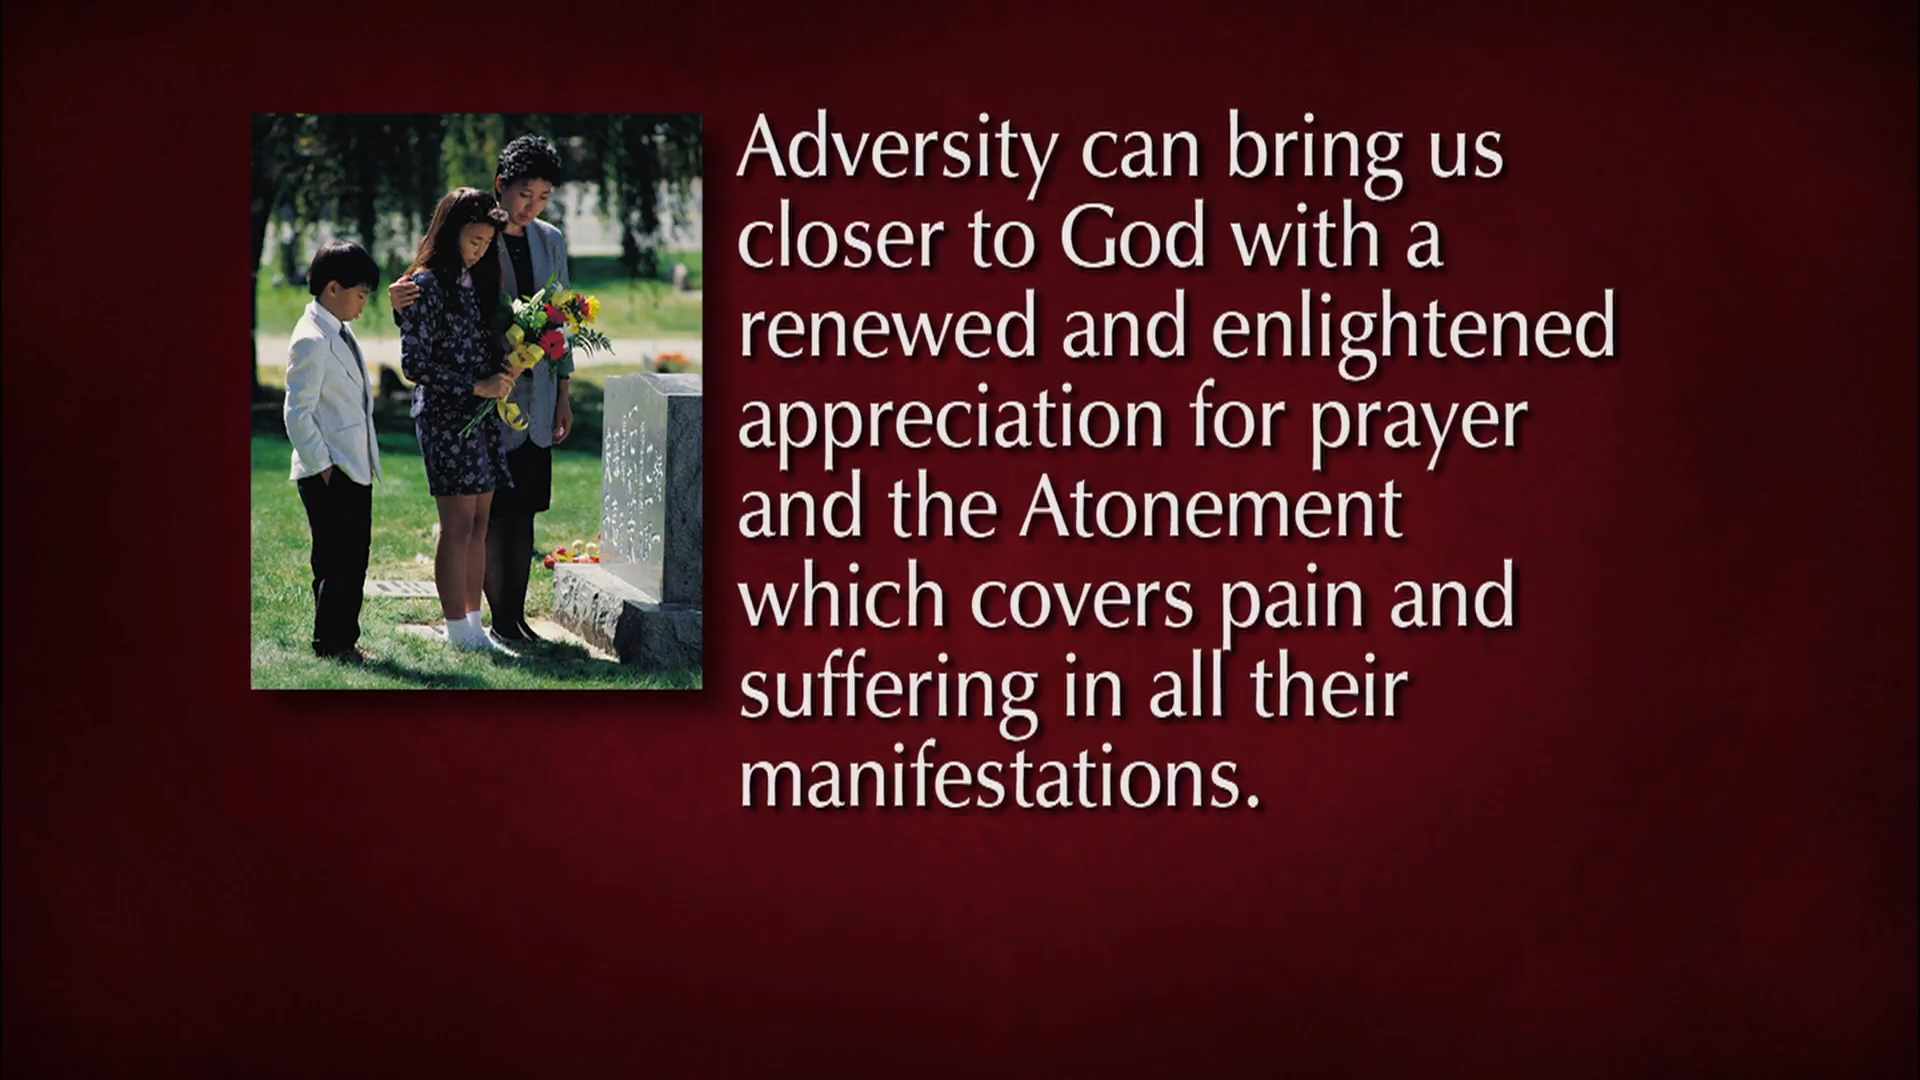 Adversity can bring us
closer to God with a
renewed and enlightened
appreciation for prayer
and the Atonement
which covers pain and
suffering in all their
manifestations.